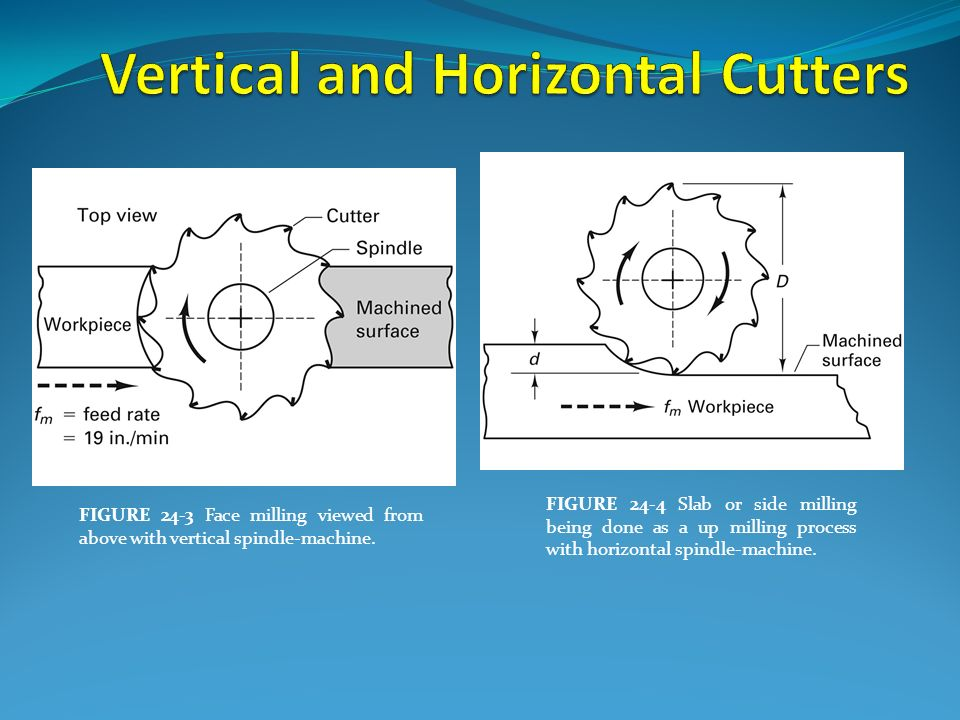 Vertical and Horizontal Cutters
Top view
Cutter
Spindle
Workpiece
Machined
surface
fm = feed rate
= 19 in./min
FIGURE 24-3 Face milling viewed from
above with vertical spindle-machine.
D
d
Machined
surface
fm Workpiece
FIGURE 24-4 Slab or side milling
being done as a up milling process
with horizontal spindle-machine.